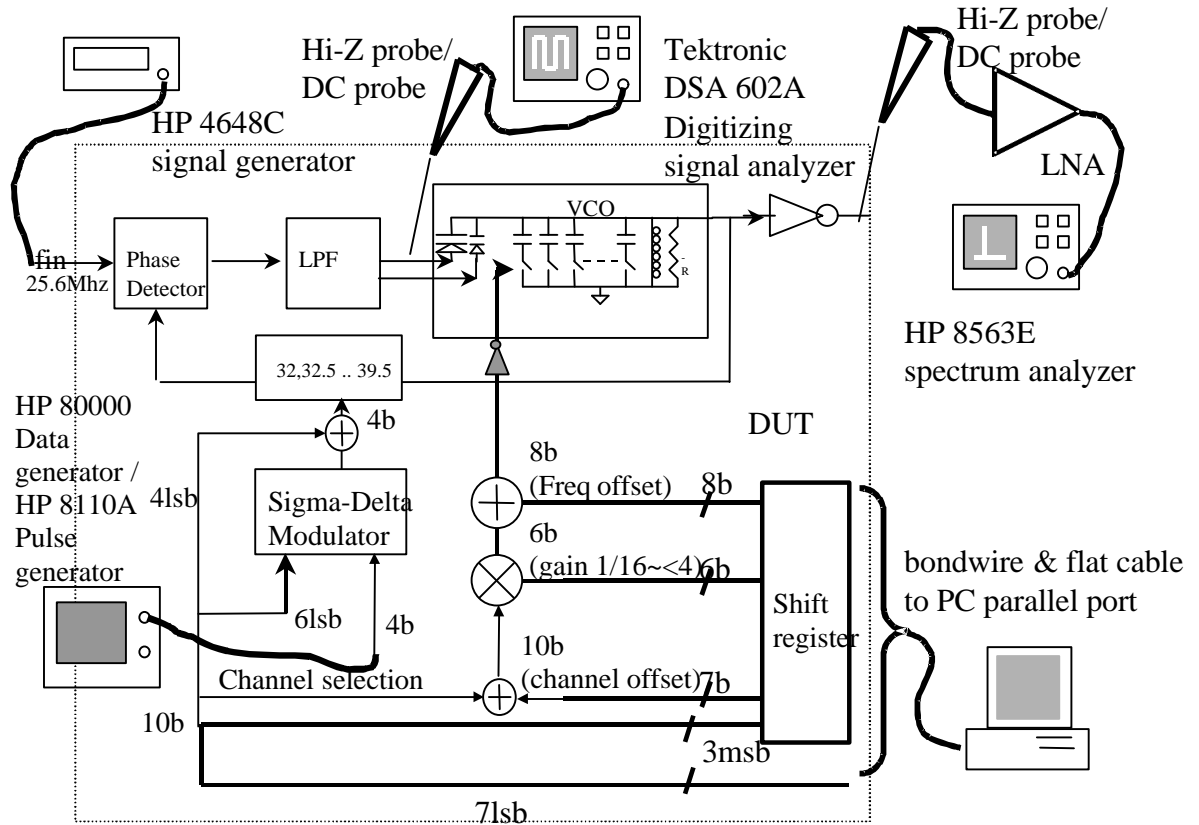 Hi-Z probe/
DC probe
Tektronic
DSA 602A
Digitizing
signal analyzer
Hi-Z probe/
DC probe
HP 4648C
signal generator
LNA
VCO
fin
25.6Mhz
Phase
Detector
LPF
-
R
HP 8563E
spectrum analyzer
32,32.5 .. 39.5
HP 80000
Data
generator /
HP 8110A
Pulse
generator
4b
4lsb
Sigma-Delta
Modulator
DUT
8b
(Freq offset)
8b
6b
(gain 1/16~<4)
6b
Shift
register
bondwire & flat cable
to PC parallel port
6lsb
4b
10b
(channel offset)
7b
Channel selection
10b
3msb
7lsb